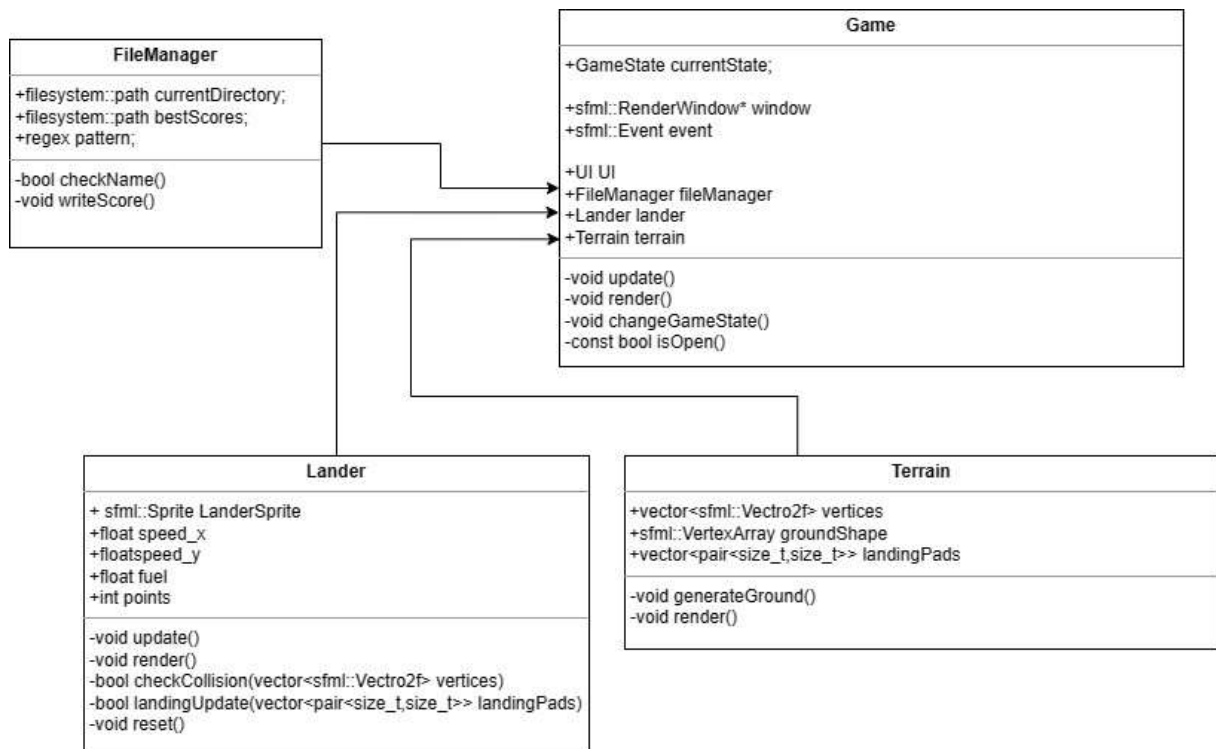 FileManager
+filesystem::path currentDirectory;
+filesystem::path bestScores;
+regex pattern;
-bool checkName()
-void writeScore()
Game
+GameState currentState;
+sfml::RenderWindow* window
+sfml::Event event
+UI UI
+FileManager fileManager
+Lander lander
+Terrain terrain
-void update()
-void render()
-void changeGameState()
-const bool isOpen()
Lander
+ sfml::Sprite LanderSprite
+float speed_x
+floatspeed_y
+float fuel
+int points
-void update()
-void render()
-bool checkCollision(vector<sfml::Vectro2f> vertices)
-bool landingUpdate(vector<pair<size_t,size_t>> landingPads)
-void reset()
Terrain
+vector<sfml::Vectro2f> vertices
+sfml::VertexArray groundShape
+vector<pair<size_t,size_t>> landingPads
-void generateGround()
-void render()